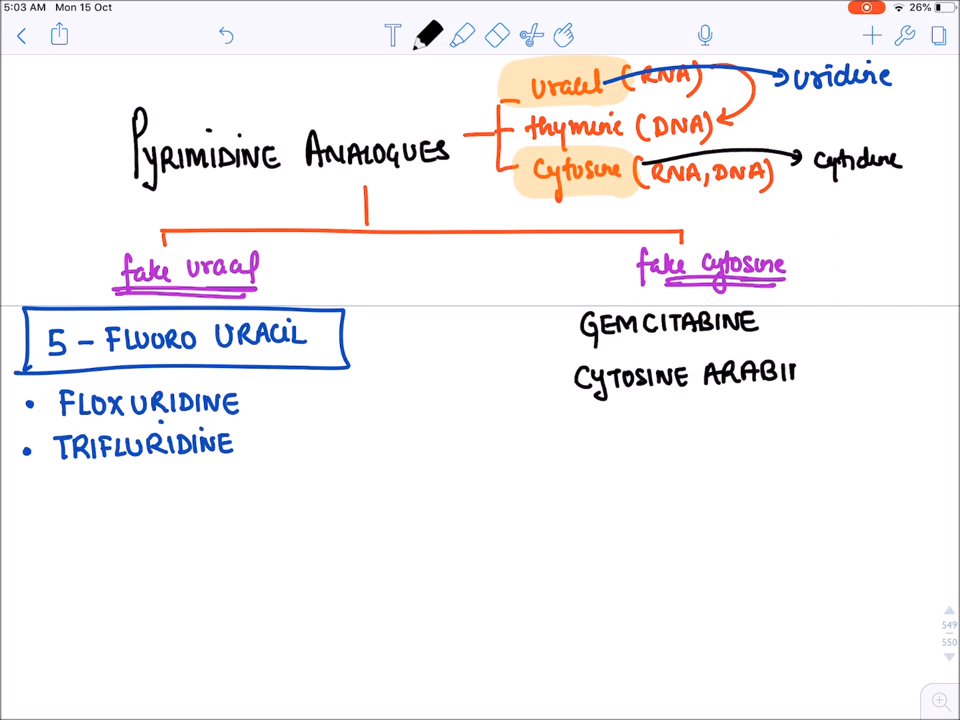 5:03 AM Mon 15 Oct
26%
T
uracil (RNA)
uridine
PYRIMIDINE ANALOGUES
thymine (DNA)
cytosine (RNA, DNA)
cytidine
fake uracil
fake cytosine
5 - FLUORO URACIL
GEMCITABINE
CYTOSINE ARABII
• FLOXURIDINE
• TRIFLURIDINE
549
550